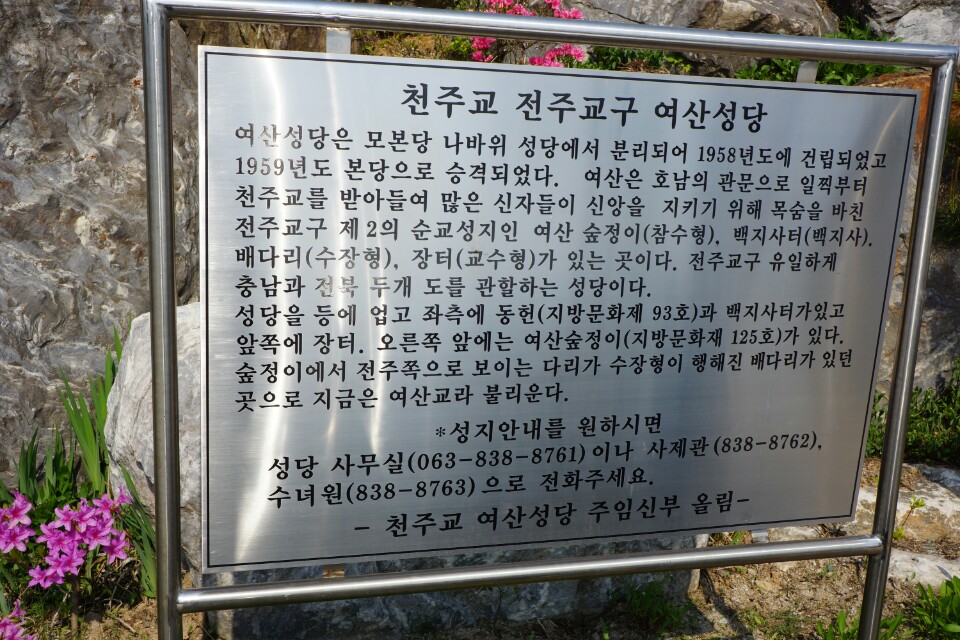 천주교 전주교구 여산성당
여산성당은 모본당 나바위 성당에서 분리되어 1958년도에 건립되었고
1959년도 본당으로 승격되었다. 여산은 호남의 관문으로 일찍부터
천주교를 받아들여 많은 신자들이 신앙을 지키기 위해 목숨을 바친
전주교구 제2의 순교성지인 여산 숲정이(참수형), 백지사터(백지사).
배다리(수장형), 장터(교수형)가 있는 곳이다. 전주교구 유일하게
충남과 전북 두개 도를 관할하는 성당이다.
성당을 등에 업고 좌측에 동헌(지방문화제 93호)과 백지사터가있고
앞쪽에 장터. 오른쪽 앞에는 여산숲정이(지방문화재 125호)가 있다.
숲정이에서 전주쪽으로 보이는 다리가 수장형이 행해진 배다리가 있던
곳으로 지금은 여산교라 불리운다.
*성지안내를 원하시면
성당 사무실(063-838-8761)이나 사제관(838-8762),
수녀원(838-8763)으로 전화주세요.
- 천주교 여산성당 주임신부 올림-